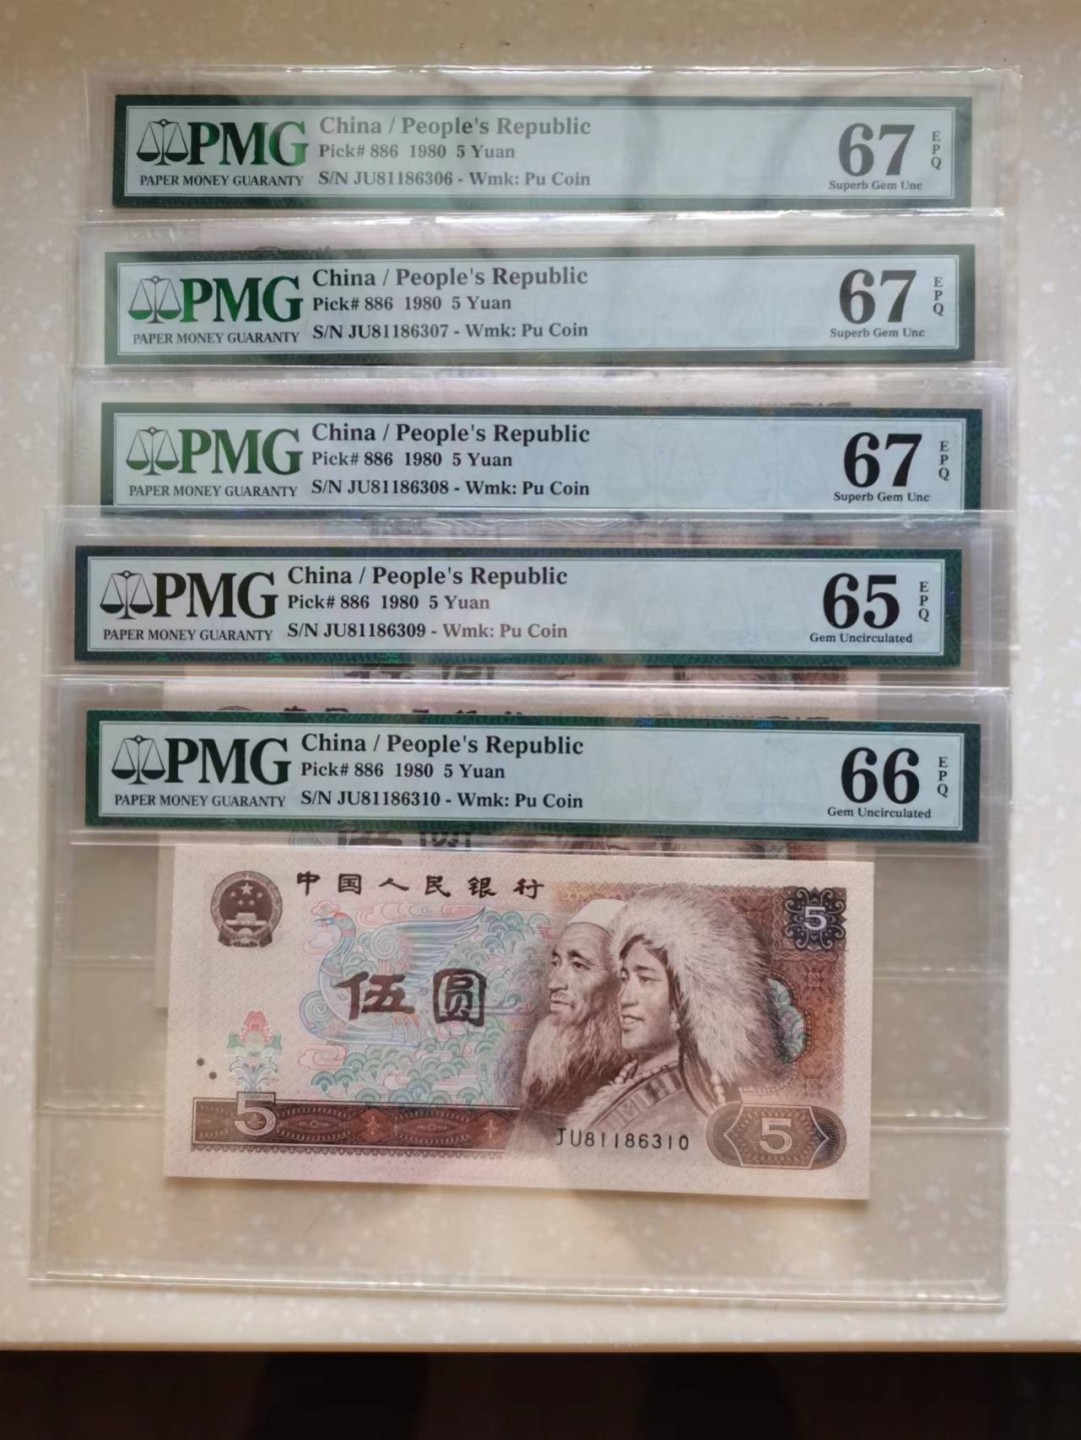 PMG
PAPER MONEY GUARANTY
China / People's Republic
Pick# 886 1980 5 Yuan
S/N JU81186306 - Wmk: Pu Coin
67
EPQ
Superb Gem Unc
PMG
PAPER MONEY GUARANTY
China / People's Republic
Pick# 886 1980 5 Yuan
S/N JU81186307 - Wmk: Pu Coin
67
EPQ
Superb Gem Unc
PMG
PAPER MONEY GUARANTY
China / People's Republic
Pick# 886 1980 5 Yuan
S/N JU81186308 - Wmk: Pu Coin
67
EPQ
Superb Gem Unc
PMG
PAPER MONEY GUARANTY
China / People's Republic
Pick# 886 1980 5 Yuan
S/N JU81186309 - Wmk: Pu Coin
65
EPQ
Gem Uncirculated
PMG
PAPER MONEY GUARANTY
China / People's Republic
Pick# 886 1980 5 Yuan
S/N JU81186310 - Wmk: Pu Coin
66
EPQ
Gem Uncirculated
中国人民银行
5
伍圆
5
JU81186310
5